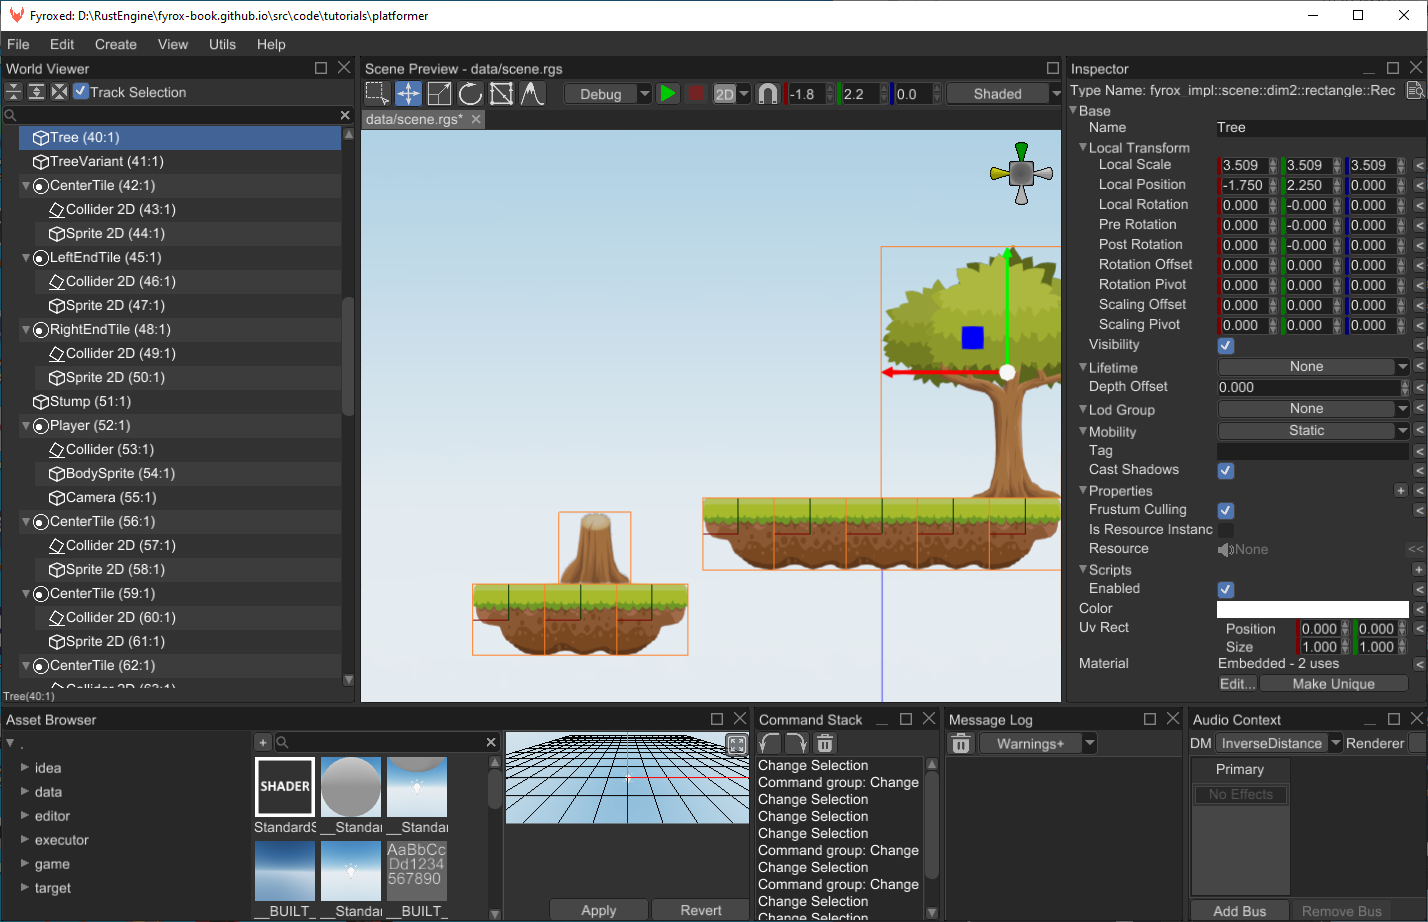 Fyroxed: D:\RustEngine\fyrox-book.github.io\src\code\tutorials\platformer
File Edit Create View Utils Help
World Viewer
Track Selection
Tree (40:1)
TreeVariant (41:1)
CenterTile (42:1)
Collider 2D (43:1)
Sprite 2D (44:1)
LeftEndTile (45:1)
Collider 2D (46:1)
Sprite 2D (47:1)
RightEndTile (48:1)
Collider 2D (49:1)
Sprite 2D (50:1)
Stump (51:1)
Player (52:1)
Collider (53:1)
BodySprite (54:1)
Camera (55:1)
CenterTile (56:1)
Collider 2D (57:1)
Sprite 2D (58:1)
CenterTile (59:1)
Collider 2D (60:1)
Sprite 2D (61:1)
CenterTile (62:1)
Collider 2D (63:1)
Tree(40:1)
Scene Preview - data/scene.rgs
Debug 2D -1.8 2.2 0.0 Shaded
data/scene.rgs*
Inspector
Type Name: fyrox_impl::scene::dim2::rectangle::Rec
Base
Name Tree
Local Transform
Local Scale 3.509 3.509 3.509 <
Local Position -1.750 2.250 0.000 <
Local Rotation 0.000 -0.000 0.000 <
Pre Rotation 0.000 -0.000 0.000 <
Post Rotation 0.000 -0.000 0.000 <
Rotation Offset 0.000 0.000 0.000 <
Rotation Pivot 0.000 0.000 0.000 <
Scaling Offset 0.000 0.000 0.000 <
Scaling Pivot 0.000 0.000 0.000 <
Visibility <
Lifetime None <
Depth Offset 0.000 <
Lod Group None <
Mobility Static <
Tag <
Cast Shadows <
Properties +
Frustum Culling <
Is Resource Instanc
Resource None <<
Scripts +
Enabled <
Color <
Uv Rect Position 0.000 0.000 <
Size 1.000 1.000
Material Embedded - 2 uses <
Edit... Make Unique
Asset Browser
.
idea
data
editor
executor
game
target
+
SHADER
StandardS __Standar __Standar
AaBbCc
Dd1234
567890
__BUILT_ __Standar __BUILT_
Apply Revert
Command Stack
Change Selection
Command group: Change
Change Selection
Change Selection
Change Selection
Command group: Change
Change Selection
Command group: Change
Change Selection
Change Selection
Message Log
Warnings+
Audio Context
DM InverseDistance Renderer
Primary
No Effects
Add Bus Remove Bus